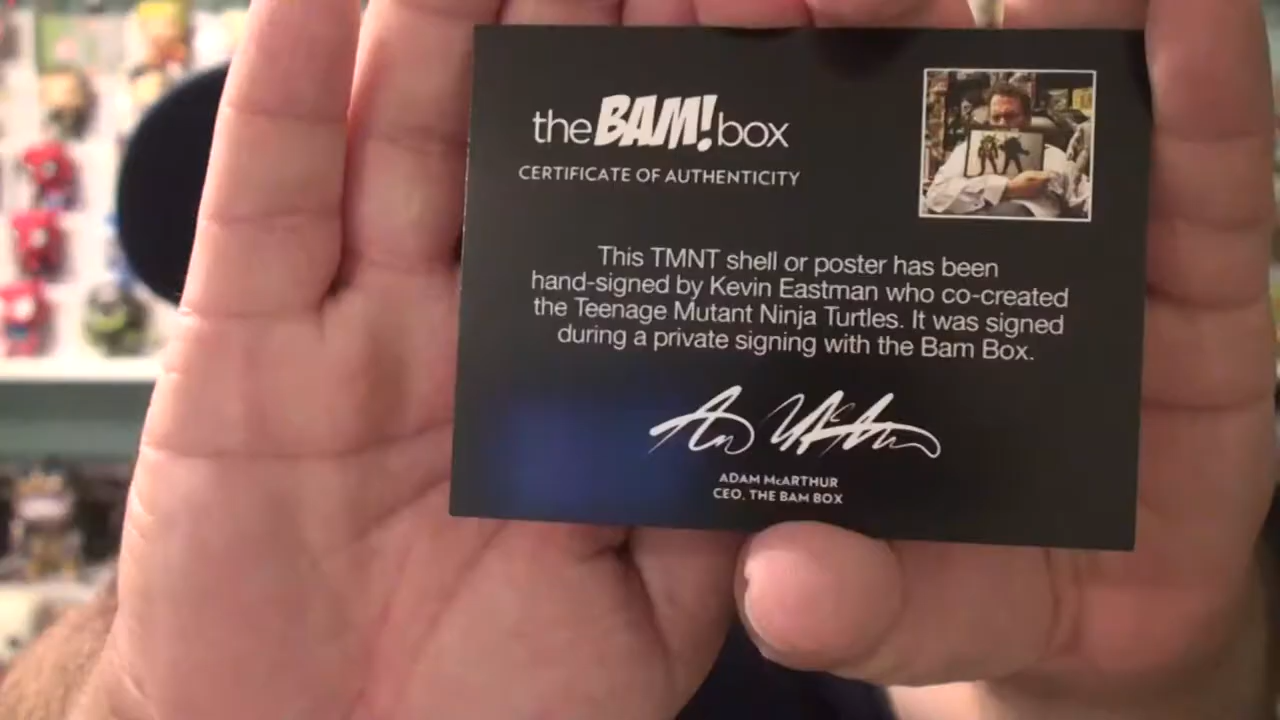 the BAM! box
CERTIFICATE OF AUTHENTICITY
This TMNT shell or poster has been
hand-signed by Kevin Eastman who co-created
the Teenage Mutant Ninja Turtles. It was signed
during a private signing with the Bam Box.
ADAM McARTHUR
CEO, THE BAM BOX